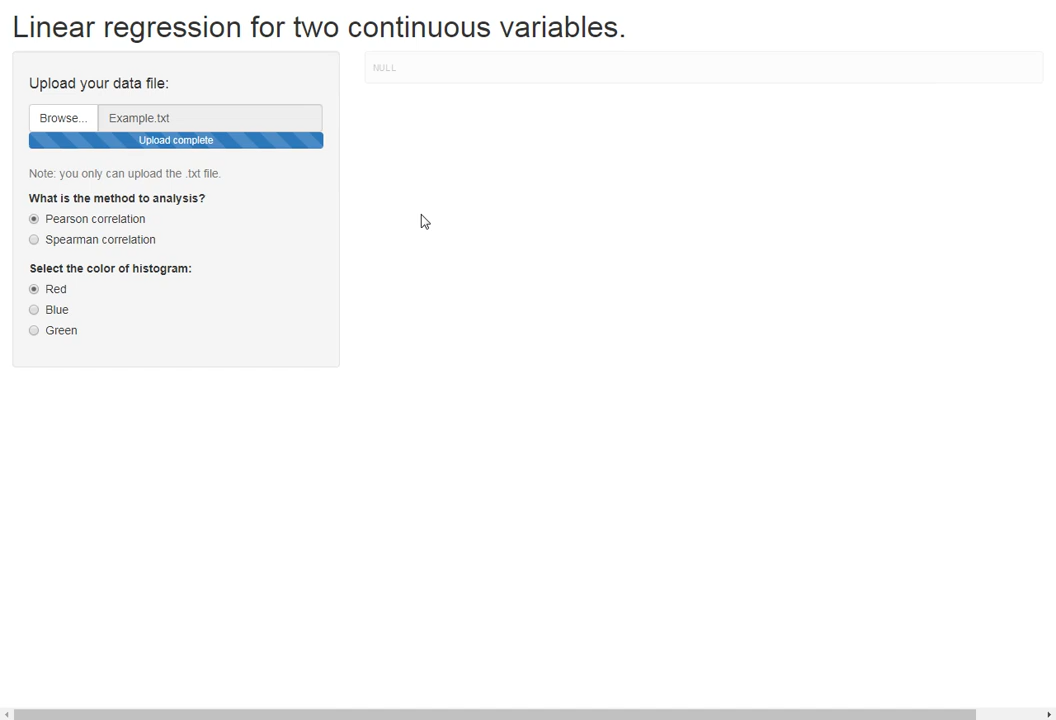 Linear regression for two continuous variables.
Upload your data file:
Browse... Example.txt
Upload complete
Note: you only can upload the .txt file.
What is the method to analysis?
Pearson correlation
Spearman correlation
Select the color of histogram:
Red
Blue
Green
NULL